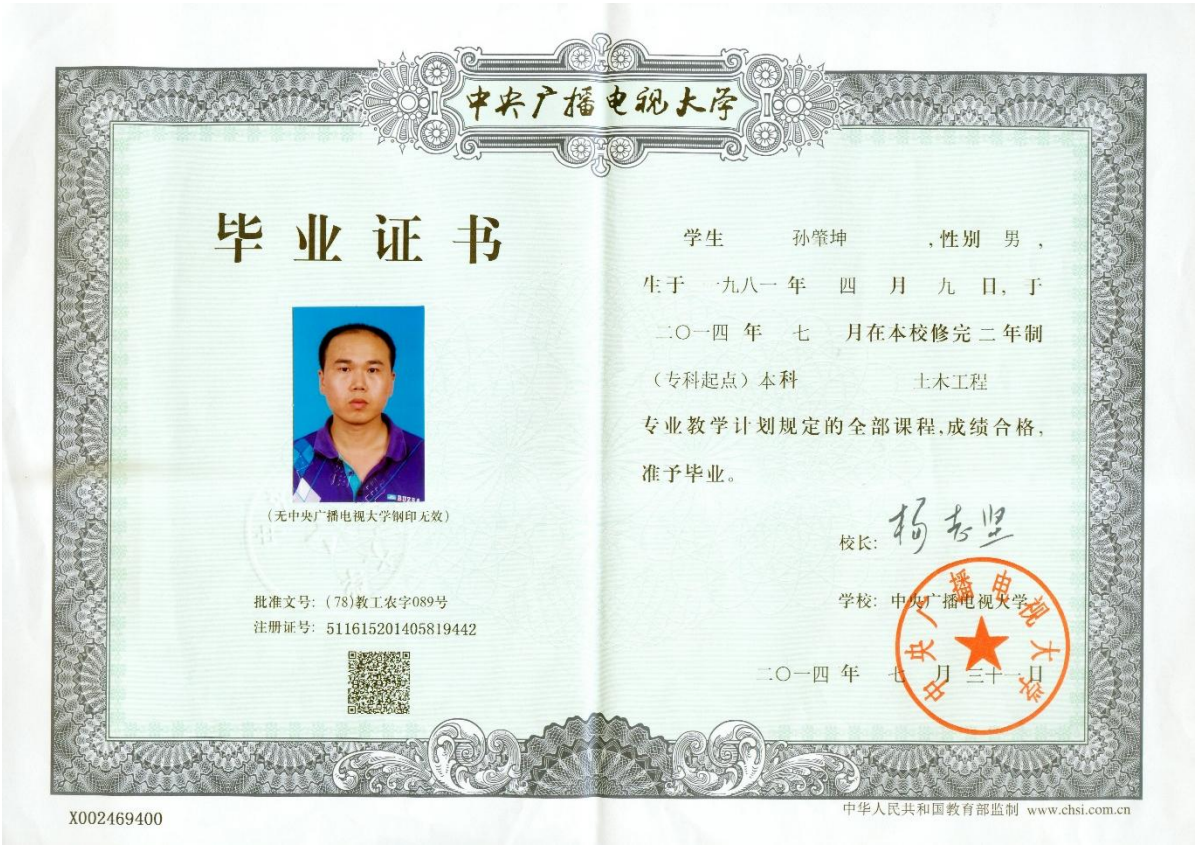 中央广播电视大学
毕业证书
(无中央广播电视大学钢印无效)
批准文号：(78)教工农字089号
注册证号：511615201405819442
X002469400
学生 孙肇坤 ,性别 男 ,
生于 一九八一 年 四 月 九 日, 于
二〇一四 年 七 月在本校修完 二 年制
(专科起点)本科 土木工程
专业教学计划规定的全部课程,成绩合格,
准予毕业。
校长: 杨志坚
学校: 中央广播电视大学
中央广播电视大学
二〇一四 年 七 月 三十一 日
中华人民共和国教育部监制 www.chsi.com.cn